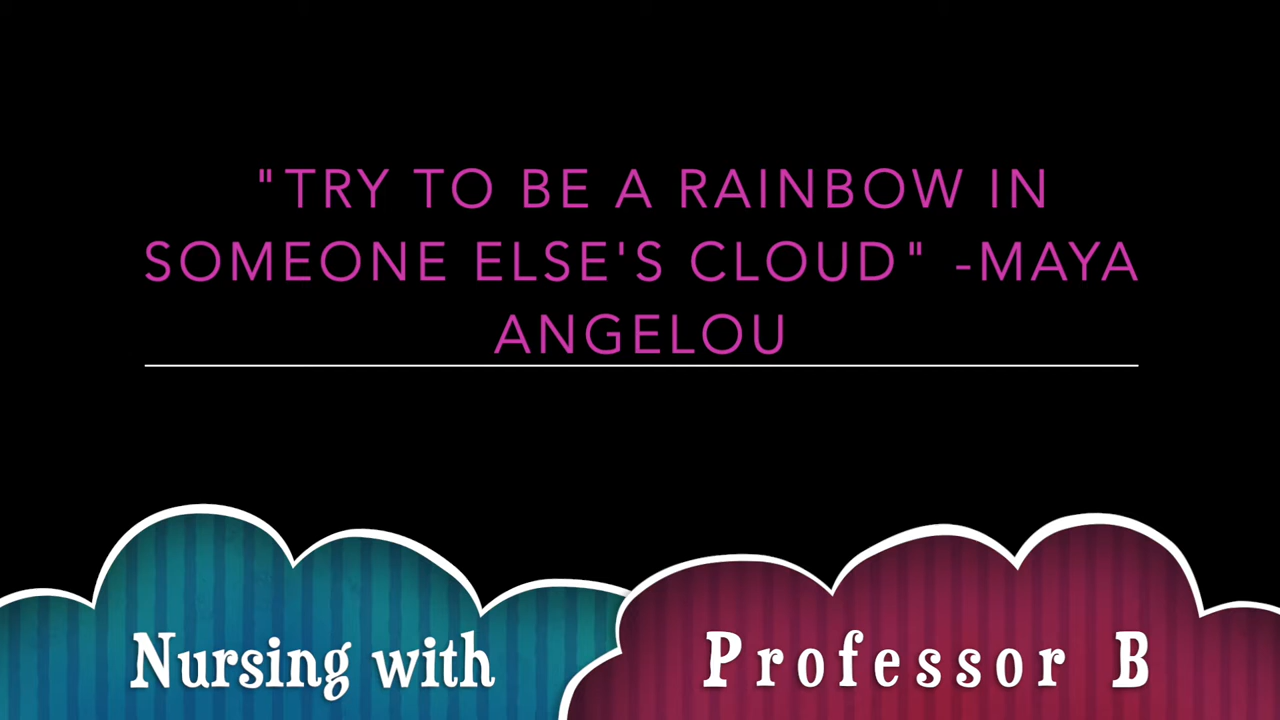 "TRY TO BE A RAINBOW IN
SOMEONE ELSE'S CLOUD" -MAYA
ANGELOU
Nursing with
Professor B